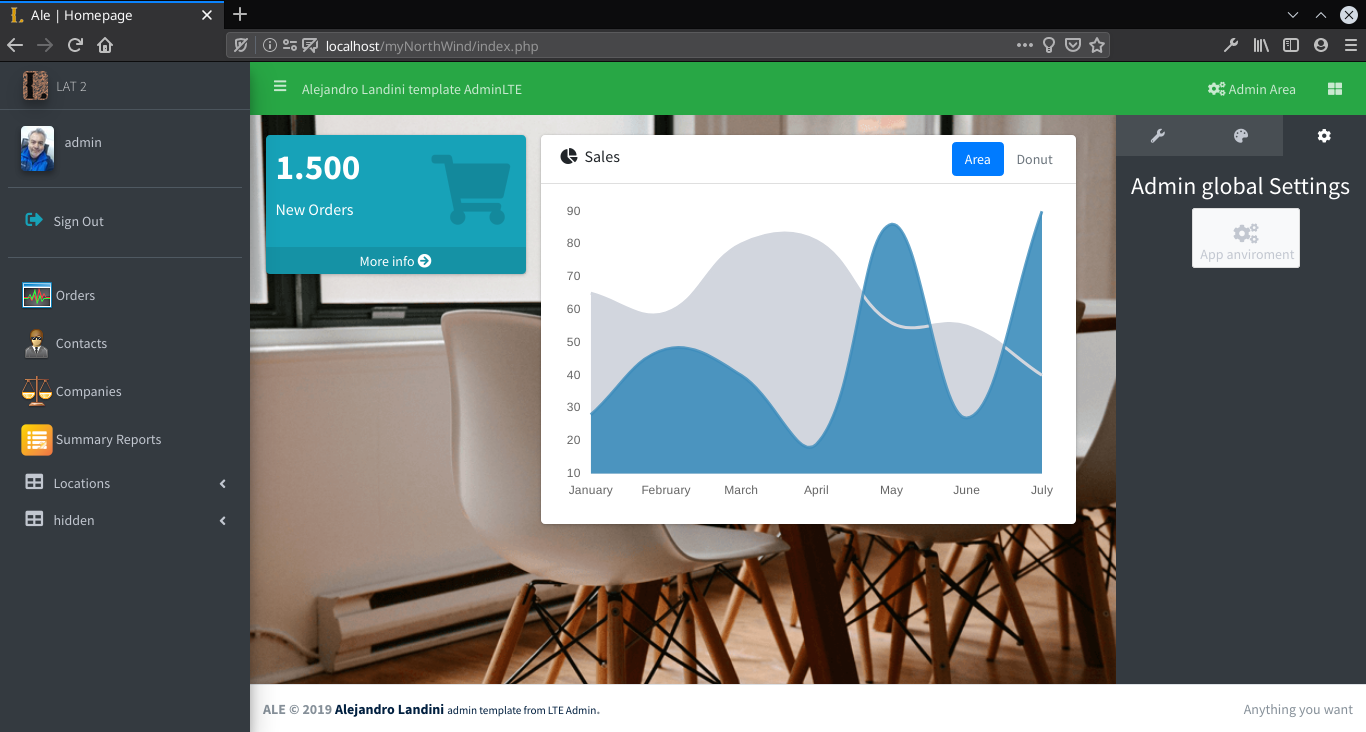 Ale | Homepage
localhost/myNorthWind/index.php
LAT 2
Alejandro Landini template AdminLTE
Admin Area
admin
Sign Out
Orders
Contacts
Companies
Summary Reports
Locations
hidden
1.500
New Orders
More info
Sales
Area
Donut
90
80
70
60
50
40
30
20
10
January February March April May June July
Admin global Settings
App anviroment
ALE © 2019 Alejandro Landini admin template from LTE Admin.
Anything you want